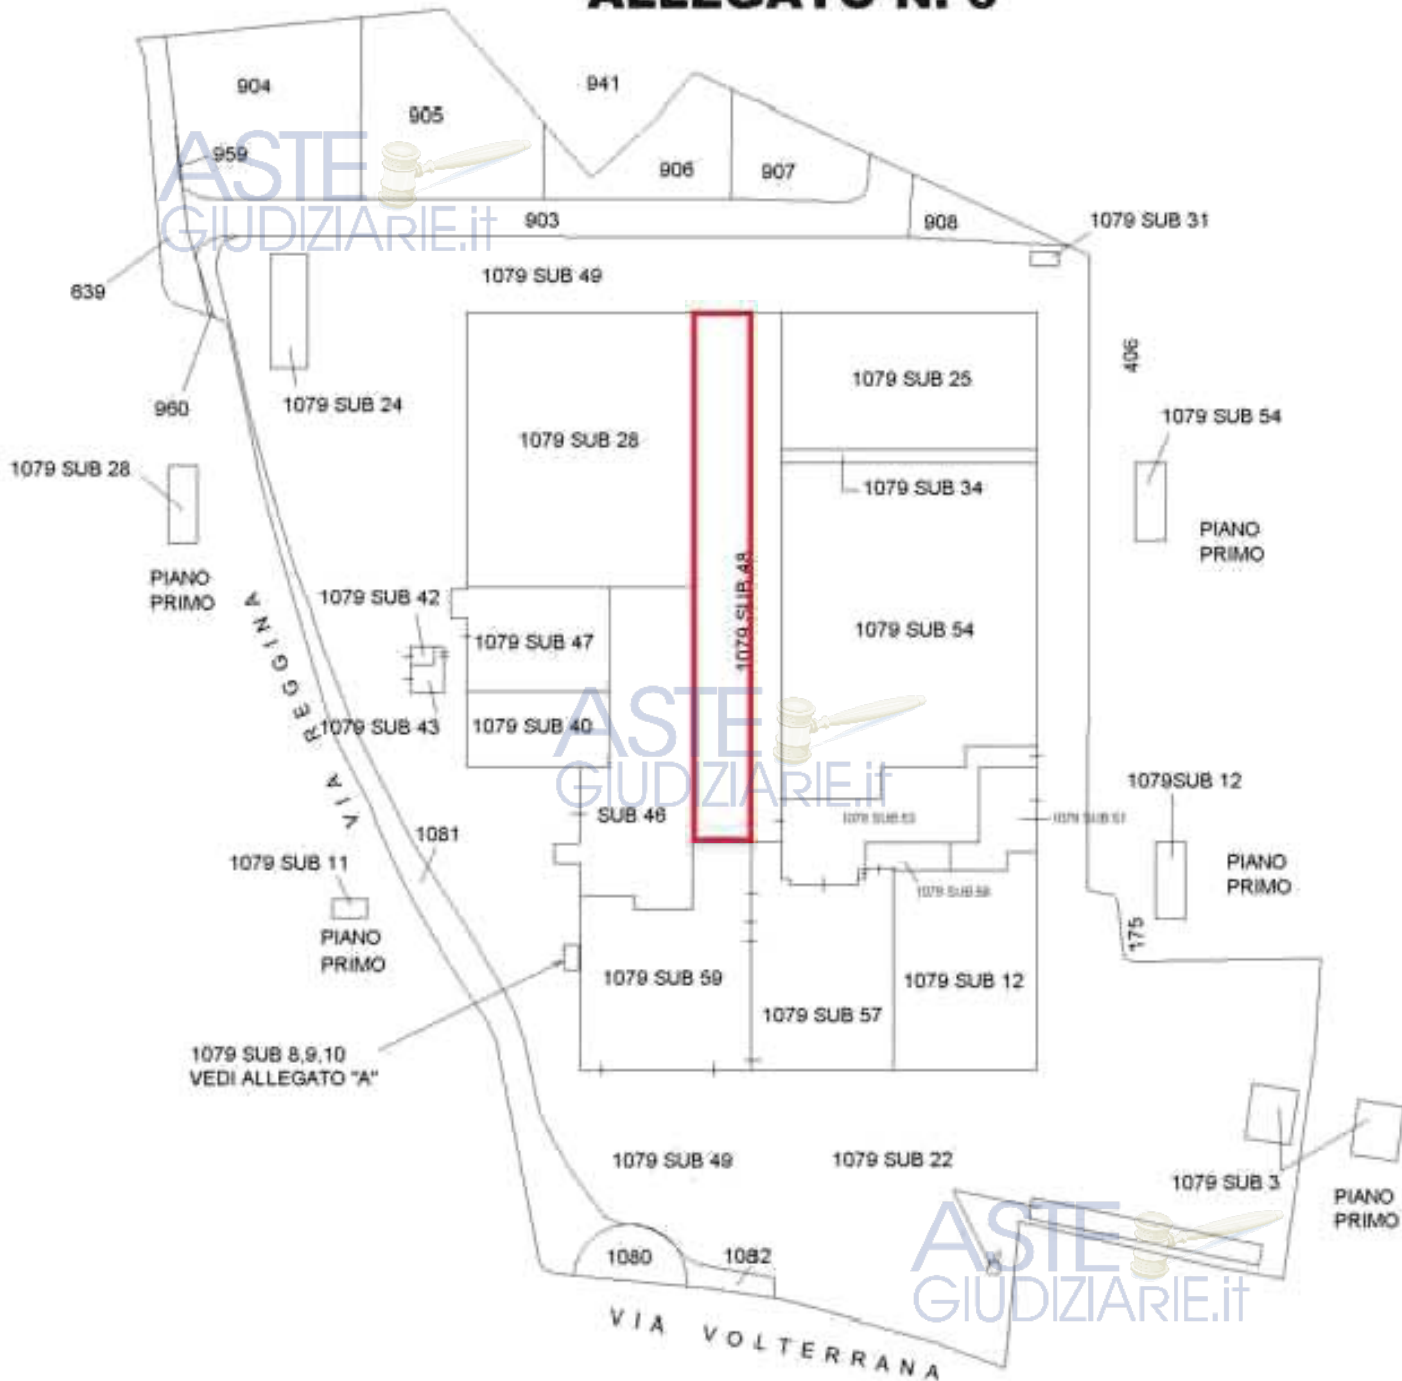 904
905
941
906
907
959
903
908
1079 SUB 31
639
1079 SUB 49
960
1079 SUB 24
1079 SUB 25
406
1079 SUB 28
1079 SUB 54
1079 SUB 28
1079 SUB 34
PIANO
PRIMO
PIANO
PRIMO
1079 SUB 42
1079 SUB 48
1079 SUB 47
1079 SUB 54
VIA REGGINA
1079 SUB 43
1079 SUB 40
ASTE
GIUDIZIARIE.it
ASTE
GIUDIZIARIE.it
1079SUB 12
SUB 46
1081
1079 SUB 11
PIANO
PRIMO
PIANO
PRIMO
175
1079 SUB 59
1079 SUB 12
1079 SUB 57
1079 SUB 8,9,10
VEDI ALLEGATO "A"
1079 SUB 49
1079 SUB 22
1079 SUB 3
PIANO
PRIMO
ASTE
GIUDIZIARIE.it
1080
1082
VIA VOLTERRANA